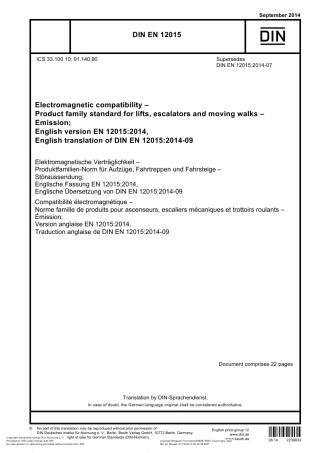 September 2014
DIN EN 12015
DIN
ICS 33.100.10; 91.140.90
Supersedes
DIN EN 12015:2014-07
Electromagnetic compatibility –
Product family standard for lifts, escalators and moving walks –
Emission;
English version EN 12015:2014,
English translation of DIN EN 12015:2014-09
Elektromagnetische Verträglichkeit –
Produktfamilien-Norm für Aufzüge, Fahrtreppen und Fahrsteige –
Störaussendung;
Englische Fassung EN 12015:2014,
Englische Übersetzung von DIN EN 12015:2014-09
Compatibilité électromagnétique –
Norme famille de produits pour ascenseurs, escaliers mécaniques et trottoirs roulants –
Émission;
Version anglaise EN 12015:2014,
Traduction anglaise de DIN EN 12015:2014-09
Document comprises 22 pages
Translation by DIN-Sprachendienst.
In case of doubt, the German-language original shall be considered authoritative.
No part of this translation may be reproduced without prior permission of
DIN Deutsches Institut für Normung e. V., Berlin. Beuth Verlag GmbH, 10772 Berlin, Germany,
right of sale for German Standards (DIN-Normen).
English price group 12
www.din.de
www.beuth.de